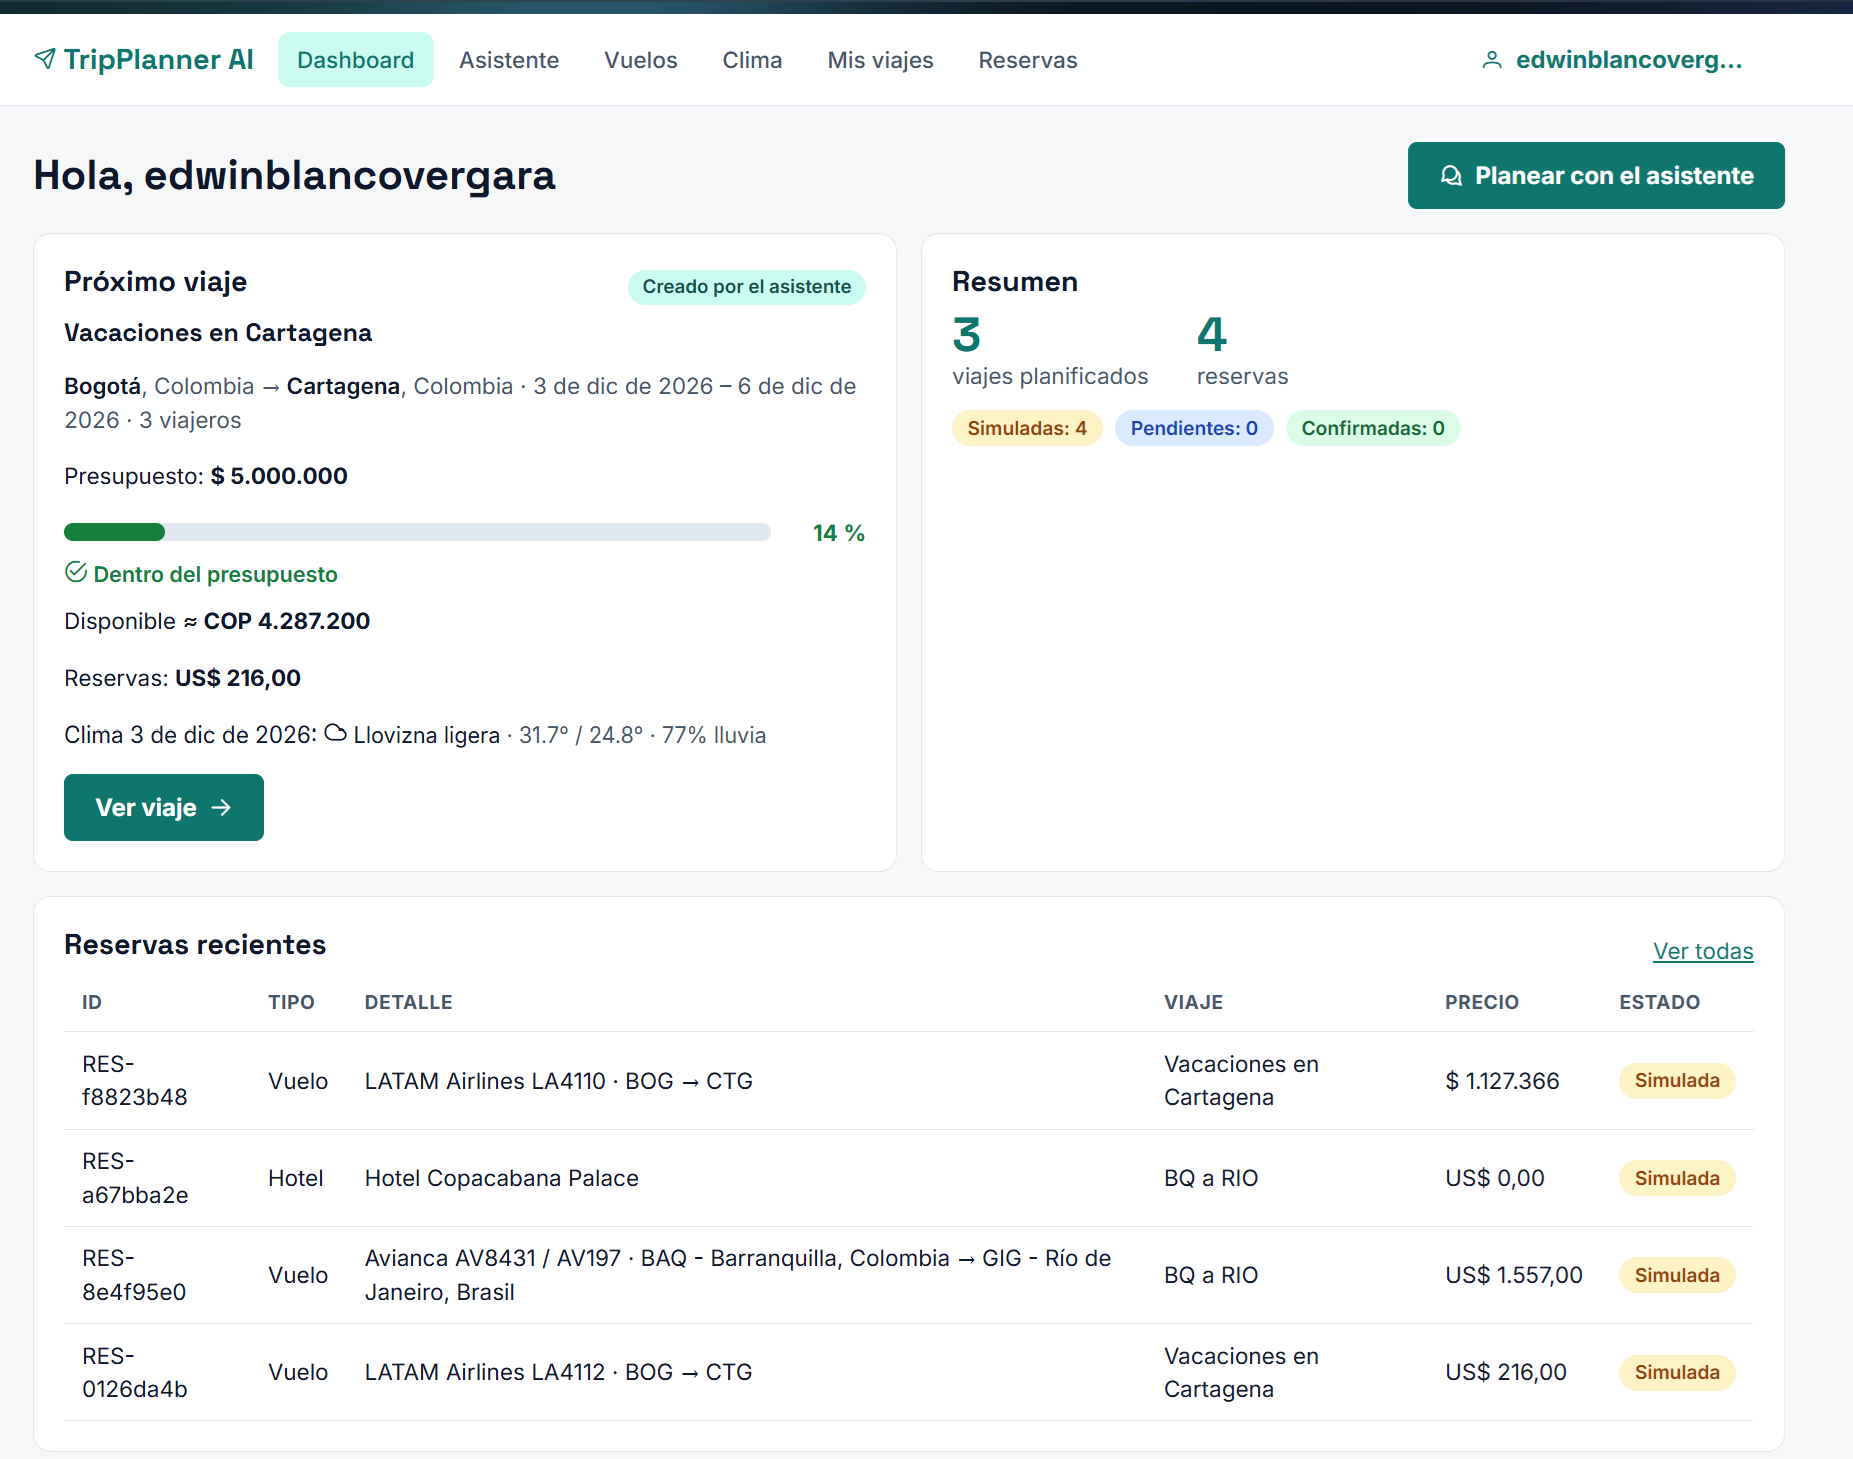 TripPlanner AI
Dashboard
Asistente
Vuelos
Clima
Mis viajes
Reservas
edwinblancoverg...
Hola, edwinblancovergara
Planear con el asistente
Próximo viaje
Creado por el asistente
Vacaciones en Cartagena
Bogotá, Colombia → Cartagena, Colombia · 3 de dic de 2026 – 6 de dic de
2026 · 3 viajeros
Presupuesto: $ 5.000.000
14 %
Dentro del presupuesto
Disponible ≈ COP 4.287.200
Reservas: US$ 216,00
Clima 3 de dic de 2026: Llovizna ligera · 31.7° / 24.8° · 77% lluvia
Ver viaje →
Resumen
3
viajes planificados
4
reservas
Simuladas: 4
Pendientes: 0
Confirmadas: 0
Reservas recientes
Ver todas
ID TIPO DETALLE VIAJE PRECIO ESTADO
RES-
f8823b48
Vuelo
LATAM Airlines LA4110 · BOG → CTG
Vacaciones en
Cartagena
$ 1.127.366
Simulada
RES-
a67bba2e
Hotel
Hotel Copacabana Palace
BQ a RIO
US$ 0,00
Simulada
RES-
8e4f95e0
Vuelo
Avianca AV8431 / AV197 · BAQ - Barranquilla, Colombia → GIG - Río de
Janeiro, Brasil
BQ a RIO
US$ 1.557,00
Simulada
RES-
0126da4b
Vuelo
LATAM Airlines LA4112 · BOG → CTG
Vacaciones en
Cartagena
US$ 216,00
Simulada